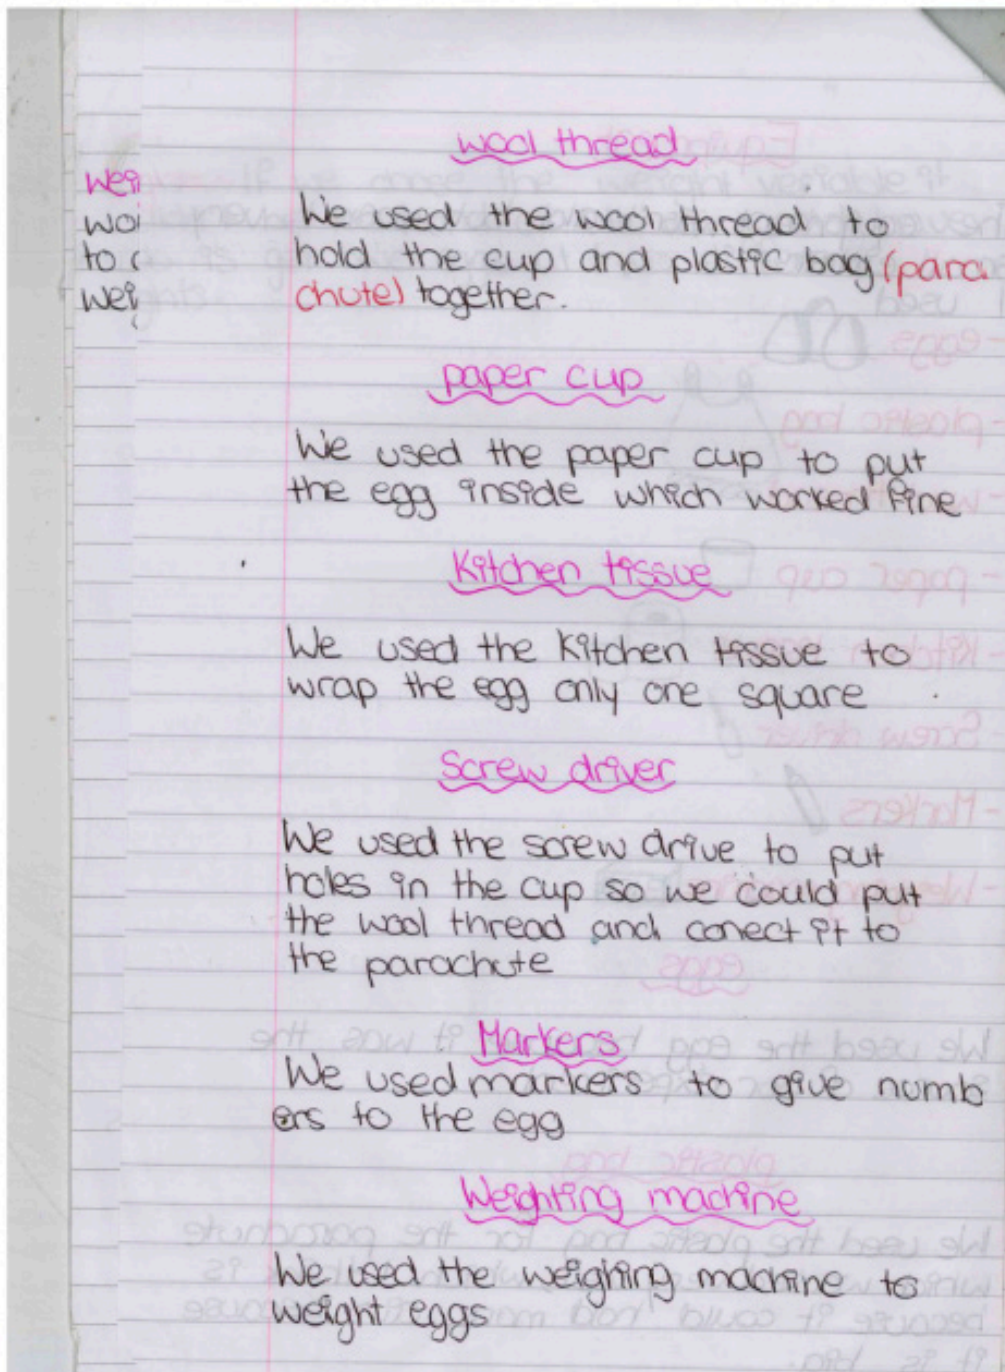 wool thread
We used the wool thread to
hold the cup and plastic bag (para
chute) together.
paper cup
We used the paper cup to put
the egg inside which worked fine
Kitchen tissue
We used the kitchen tissue to
wrap the egg only one square
Screw driver
We used the screw drive to put
holes in the cup so we could put
the wool thread and conect it to
the parachute
Markers
We used markers to give numb
ers to the egg
Weighting machine
We used the weighing machine to
weight eggs